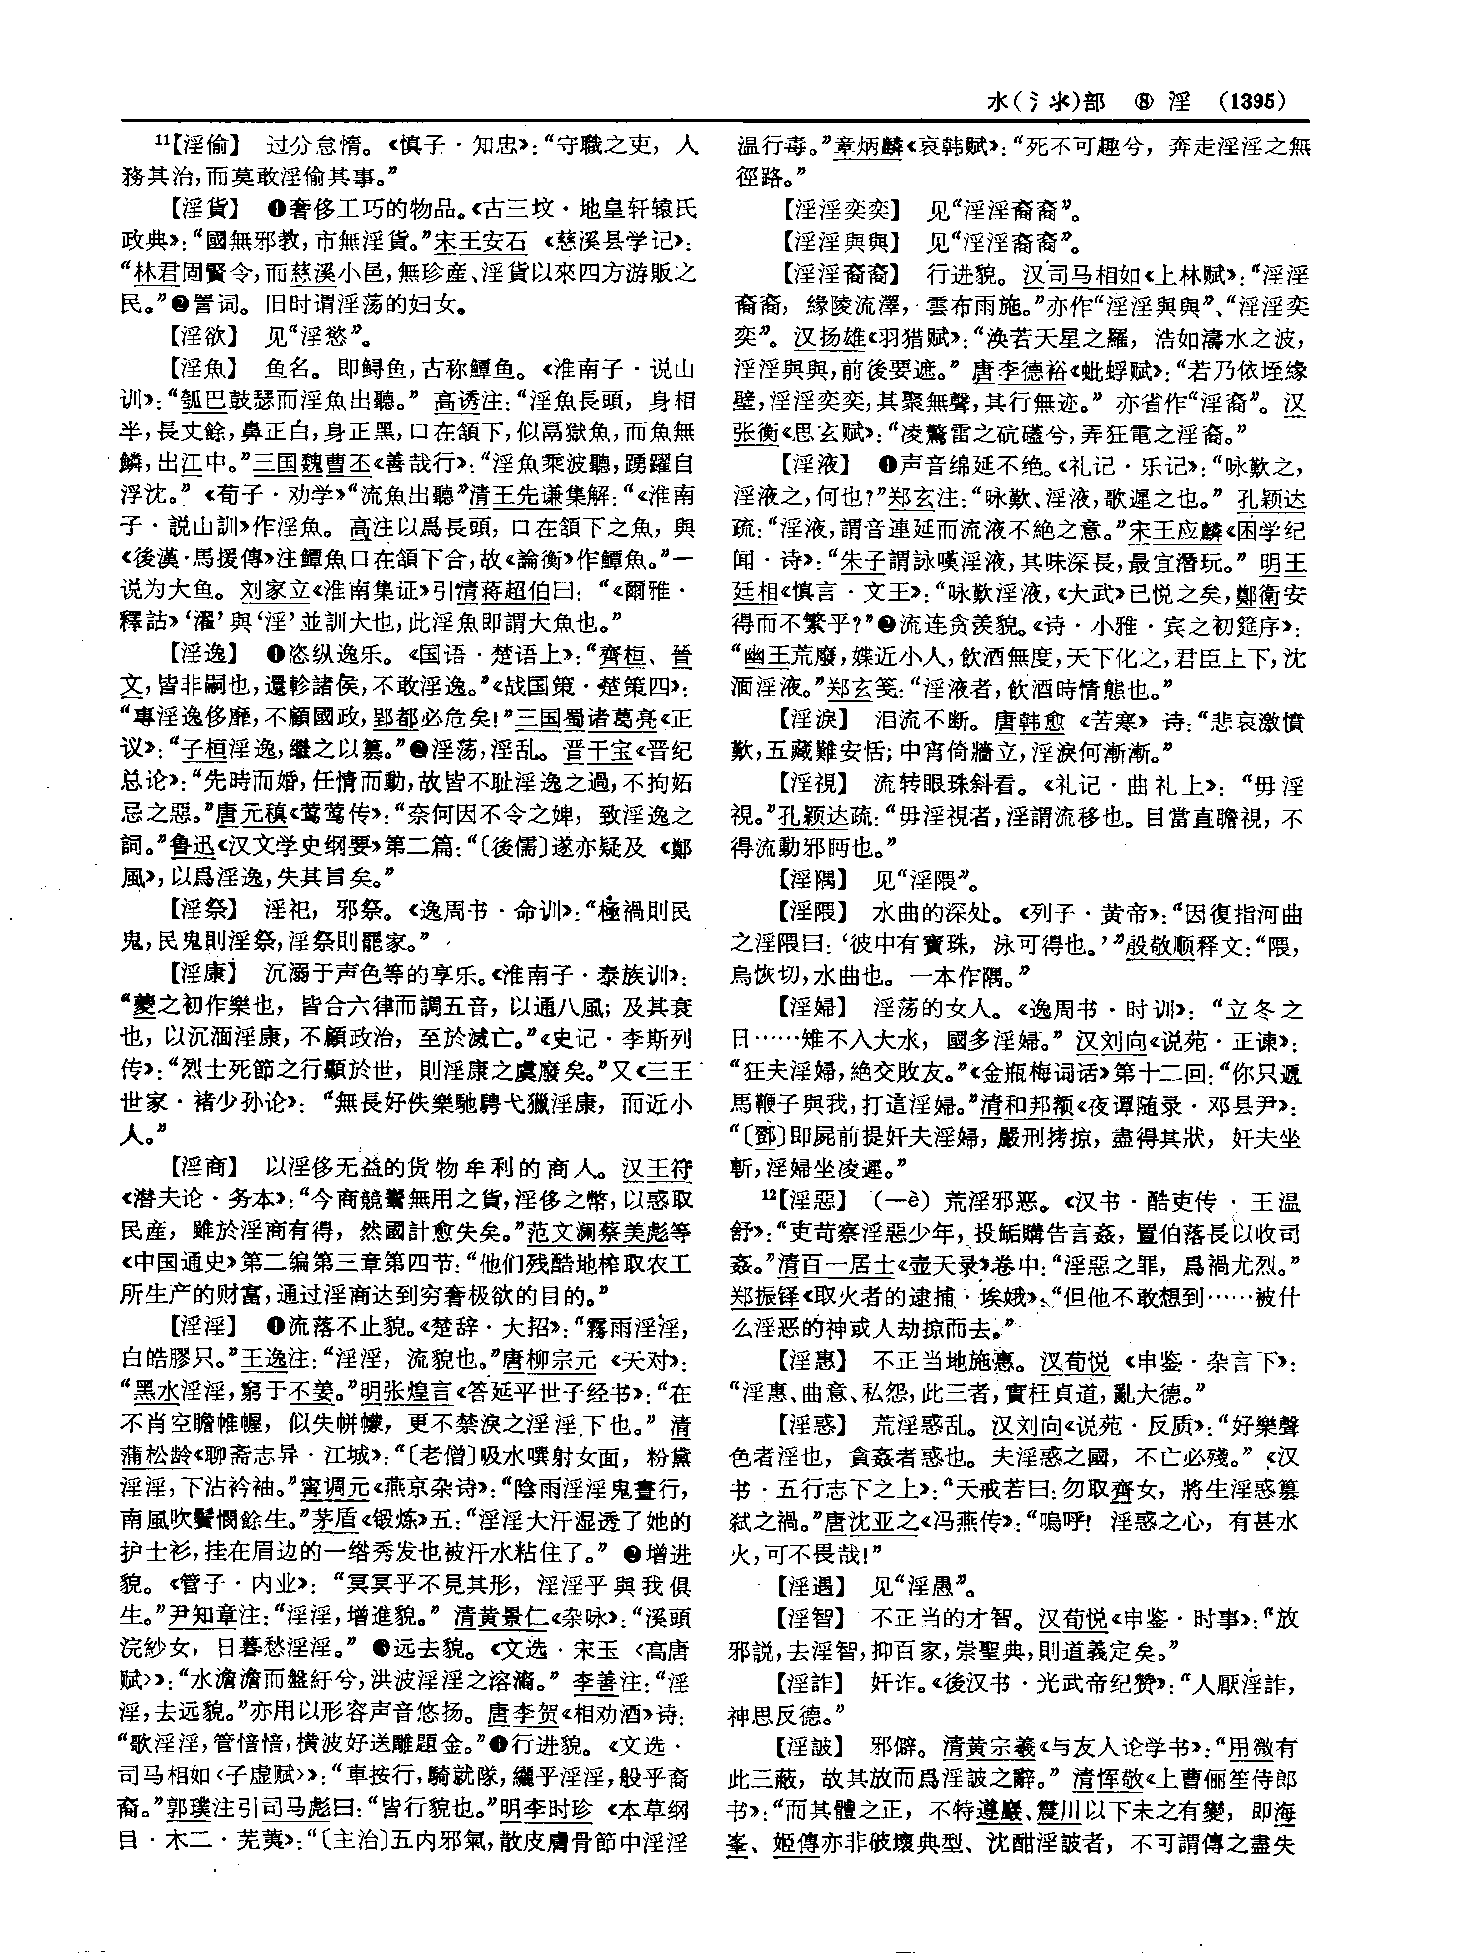 水(氵氺)部 ⑧ 淫 (1395)
¹¹【淫偷】 过分怠惰。《慎子·知忠》：“守職之吏，人
務其治，而莫敢淫偷其事。”
【淫貨】 ❶奢侈工巧的物品。《古三坟·地皇轩辕氏
政典》：“國無邪教，市無淫貨。”宋王安石《慈溪县学记》：
“林君周賢令，而慈溪小邑，無珍産、淫貨以來四方游販之
民。”❷詈词。旧时谓淫荡的妇女。
【淫欲】 见“淫慾”。
【淫魚】 鱼名。即鲟鱼，古称鱏鱼。《淮南子·说山
训》：“瓠巴鼓瑟而淫魚出聽。”高诱注：“淫魚長頭，身相
半，長丈餘，鼻正白，身正黑，口在頷下，似鬲獄魚，而魚無
鱗，出江中。”三国魏曹丕《善哉行》：“淫魚乘波聽，踴躍自
浮沈。”《荀子·劝学》“流魚出聽”清王先谦集解：“《淮南
子·說山訓》作淫魚。高注以爲長頭，口在頷下之魚，與
《後漢·馬援傳》注鱏魚口在頷下合，故《論衡》作鱏魚。”一
说为大鱼。刘家立《淮南集证》引清蒋超伯曰：“《爾雅·
釋詁》‘濯’與‘淫’並訓大也，此淫魚即謂大魚也。”
【淫逸】 ❶恣纵逸乐。《国语·楚语上》：“齊桓、晉
文，皆非嗣也，還軫諸侯，不敢淫逸。”《战国策·楚策四》：
“專淫逸侈靡，不顧國政，郢都必危矣！”三国蜀诸葛亮《正
议》：“子桓淫逸，繼之以簒。”❷淫荡，淫乱。晋干宝《晋纪
总论》：“先時而婚，任情而動，故皆不耻淫逸之過，不拘妬
忌之惡。”唐元稹《莺莺传》：“奈何因不令之婢，致淫逸之
詞。”鲁迅《汉文学史纲要》第二篇：“〔後儒〕遂亦疑及《鄭
風》，以爲淫逸，失其旨矣。”
【淫祭】 淫祀，邪祭。《逸周书·命训》：“極禍則民
鬼，民鬼則淫祭，淫祭則罷家。”
【淫康】 沉溺于声色等的享乐。《淮南子·泰族训》：
“夔之初作樂也，皆合六律而調五音，以通八風；及其衰
也，以沉湎淫康，不顧政治，至於滅亡。”《史记·李斯列
传》：“烈士死節之行顯於世，則淫康之虞廢矣。”又《三王
世家·褚少孙论》：“無長好佚樂馳騁弋獵淫康，而近小
人。”
【淫商】 以淫侈无益的货物牟利的商人。汉王符
《潜夫论·务本》：“今商競鬻無用之貨，淫侈之幣，以惑取
民産，雖於淫商有得，然國計愈失矣。”范文澜蔡美彪等
《中国通史》第二编第三章第四节：“他们残酷地榨取农工
所生产的财富，通过淫商达到穷奢极欲的目的。”
【淫淫】 ❶流落不止貌。《楚辞·大招》：“霧雨淫淫，
白皓膠只。”王逸注：“淫淫，流貌也。”唐柳宗元《天对》：
“黑水淫淫，窮于不姜。”明张煌言《答延平世子经书》：“在
不肖空瞻帷幄，似失帡幪，更不禁淚之淫淫下也。”清
蒲松龄《聊斋志异·江城》：“〔老僧〕吸水噀射女面，粉黛
淫淫，下沾衿袖。”甯调元《燕京杂诗》：“陰雨淫淫鬼晝行，
南風吹鬢憫餘生。”茅盾《锻炼》五：“淫淫大汗湿透了她的
护士衫，挂在眉边的一绺秀发也被汗水粘住了。”❷增进
貌。《管子·内业》：“冥冥乎不見其形，淫淫乎與我俱
生。”尹知章注：“淫淫，增進貌。”清黄景仁《杂咏》：“溪頭
浣紗女，日暮愁淫淫。”❸远去貌。《文选·宋玉〈高唐
赋〉》：“水澹澹而盤紆兮，洪波淫淫之溶㵝。”李善注：“淫
淫，去远貌。”亦用以形容声音悠扬。唐李贺《相劝酒》诗：
“歌淫淫，管愔愔，横波好送雕題金。”❹行进貌。《文选·
司马相如〈子虚赋〉》：“車按行，騎就隊，纚乎淫淫，般乎裔
裔。”郭璞注引司马彪曰：“皆行貌也。”明李时珍《本草纲
目·木二·芜荑》：“〔主治〕五内邪氣，散皮膚骨節中淫淫
温行毒。”章炳麟《哀韩赋》：“死不可趣兮，奔走淫淫之無
徑路。”
【淫淫奕奕】 见“淫淫裔裔”。
【淫淫與與】 见“淫淫裔裔”。
【淫淫裔裔】 行进貌。汉司马相如《上林赋》：“淫淫
裔裔，緣陵流澤，雲布雨施。”亦作“淫淫與與”、“淫淫奕
奕”。汉扬雄《羽猎赋》：“涣若天星之羅，浩如濤水之波，
淫淫與與，前後要遮。”唐李德裕《蚍蜉赋》：“若乃依垤緣
壁，淫淫奕奕，其聚無聲，其行無迹。”亦省作“淫裔”。汉
张衡《思玄赋》：“凌驚雷之砊磕兮，弄狂電之淫裔。”
【淫液】 ❶声音绵延不绝。《礼记·乐记》：“咏歎之，
淫液之，何也？”郑玄注：“咏歎、淫液，歌遲之也。”孔颖达
疏：“淫液，謂音連延而流液不絶之意。”宋王应麟《困学纪
闻·诗》：“朱子謂詠嘆淫液，其味深長，最宜潛玩。”明王
廷相《慎言·文王》：“咏歎淫液，《大武》已悦之矣，鄭衛安
得而不繁乎？”❷流连贪羡貌。《诗·小雅·宾之初筵序》：
“幽王荒廢，媟近小人，飲酒無度，天下化之，君臣上下，沈
湎淫液。”郑玄笺：“淫液者，飲酒時情態也。”
【淫淚】 泪流不断。唐韩愈《苦寒》诗：“悲哀激憤
歎，五藏難安恬；中宵倚牆立，淫淚何漸漸。”
【淫視】 流转眼珠斜看。《礼记·曲礼上》：“毋淫
視。”孔颖达疏：“毋淫視者，淫謂流移也。目當直瞻視，不
得流動邪眄也。”
【淫隅】 见“淫隈”。
【淫隈】 水曲的深处。《列子·黄帝》：“因復指河曲
之淫隈曰：‘彼中有寶珠，泳可得也。’”殷敬顺释文：“隈，
烏恢切，水曲也。一本作隅。”
【淫婦】 淫荡的女人。《逸周书·时训》：“立冬之
日……雉不入大水，國多淫婦。”汉刘向《说苑·正谏》：
“狂夫淫婦，絶交敗友。”《金瓶梅词话》第十二回：“你只遞
馬鞭子與我，打這淫婦。”清和邦额《夜谭随录·邓县尹》：
“〔鄧〕即屍前提奸夫淫婦，嚴刑拷掠，盡得其狀，奸夫坐
斬，淫婦坐凌遲。”
¹²【淫惡】 （—è）荒淫邪恶。《汉书·酷吏传·王温
舒》：“吏苛察淫惡少年，投缿購告言姦，置伯落長以收司
姦。”清百一居士《壶天录》卷中：“淫惡之罪，爲禍尤烈。”
郑振铎《取火者的逮捕·埃娥》：“但他不敢想到……被什
么淫恶的神或人劫掠而去。”
【淫惠】 不正当地施惠。汉荀悦《申鉴·杂言下》：
“淫惠、曲意、私怨，此三者，實枉貞道，亂大德。”
【淫惑】 荒淫惑乱。汉刘向《说苑·反质》：“好樂聲
色者淫也，貪姦者惑也。夫淫惑之國，不亡必殘。”《汉
书·五行志下之上》：“天戒若曰：勿取齊女，將生淫惑簒
弑之禍。”唐沈亚之《冯燕传》：“嗚呼！淫惑之心，有甚水
火，可不畏哉！”
【淫遇】 见“淫愚”。
【淫智】 不正当的才智。汉荀悦《申鉴·时事》：“放
邪説，去淫智，抑百家，崇聖典，則道義定矣。”
【淫詐】 奸诈。《後汉书·光武帝纪赞》：“人厭淫詐，
神思反德。”
【淫詖】 邪僻。清黄宗羲《与友人论学书》：“用微有
此三蔽，故其放而爲淫詖之辭。”清恽敬《上曹俪笙侍郎
书》：“而其體之正，不特遵巖、震川以下未之有變，即海
峯、姬傳亦非破壞典型、沈酣淫詖者，不可謂傳之盡失